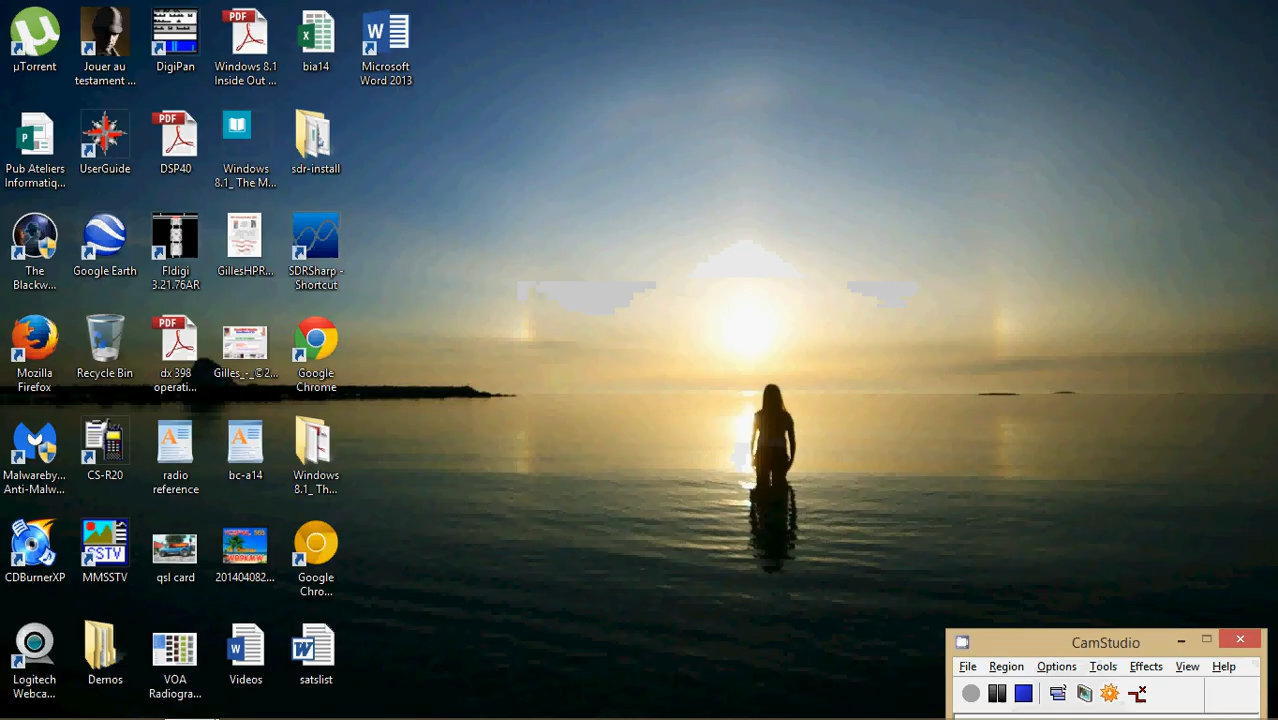 µTorrent
Jouer au
testament ...
DigiPan
Windows 8.1
Inside Out ...
bia14
Microsoft
Word 2013
Pub Ateliers
Informatiq...
UserGuide
DSP40
Windows
8.1_ The M...
sdr-install
The
Blackw...
Google Earth
Fldigi
3.21.76AR
GillesHPR...
SDRSharp -
Shortcut
Mozilla
Firefox
Recycle Bin
dx 398
operati...
Gilles_-_©2...
Google
Chrome
Malwareby...
Anti-Malw...
CS-R20
radio
reference
bc-a14
Windows
8.1_ Th...
CDBurnerXP
MMSSTV
qsl card
201404082...
Google
Chro...
Logitech
Webca...
Demos
VOA
Radiogra...
Videos
satslist
CamStudio
File Region Options Tools Effects View Help